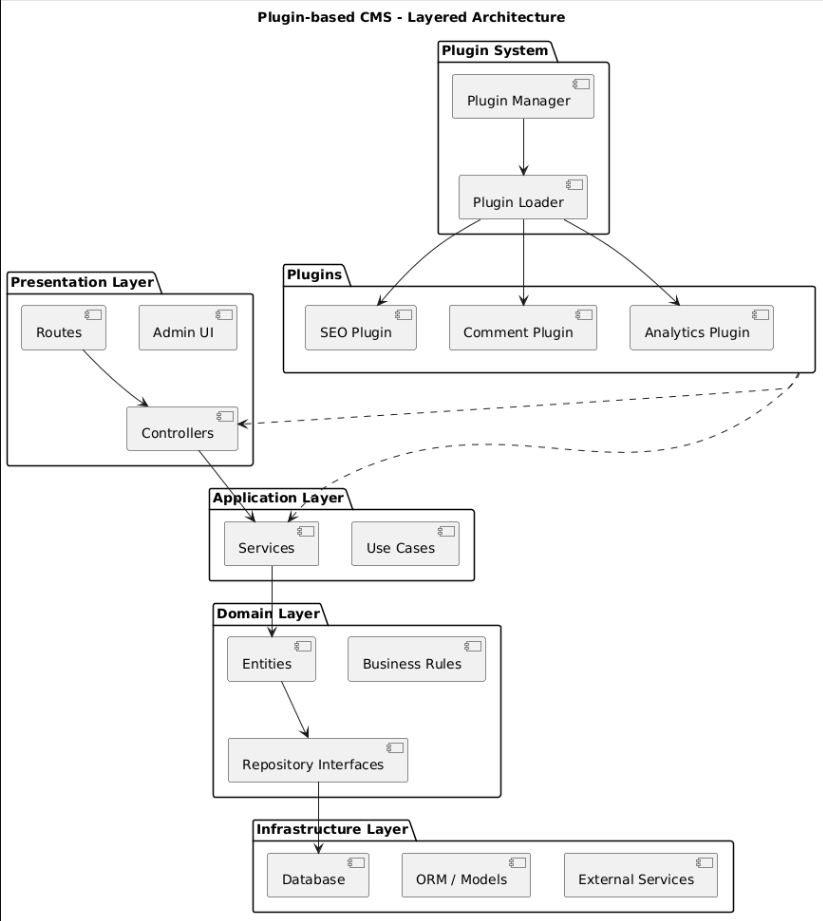 Plugin-based CMS - Layered Architecture
Plugin System
Plugin Manager
Plugin Loader
Plugins
SEO Plugin
Comment Plugin
Analytics Plugin
Presentation Layer
Routes
Admin UI
Controllers
Application Layer
Services
Use Cases
Domain Layer
Entities
Business Rules
Repository Interfaces
Infrastructure Layer
Database
ORM / Models
External Services